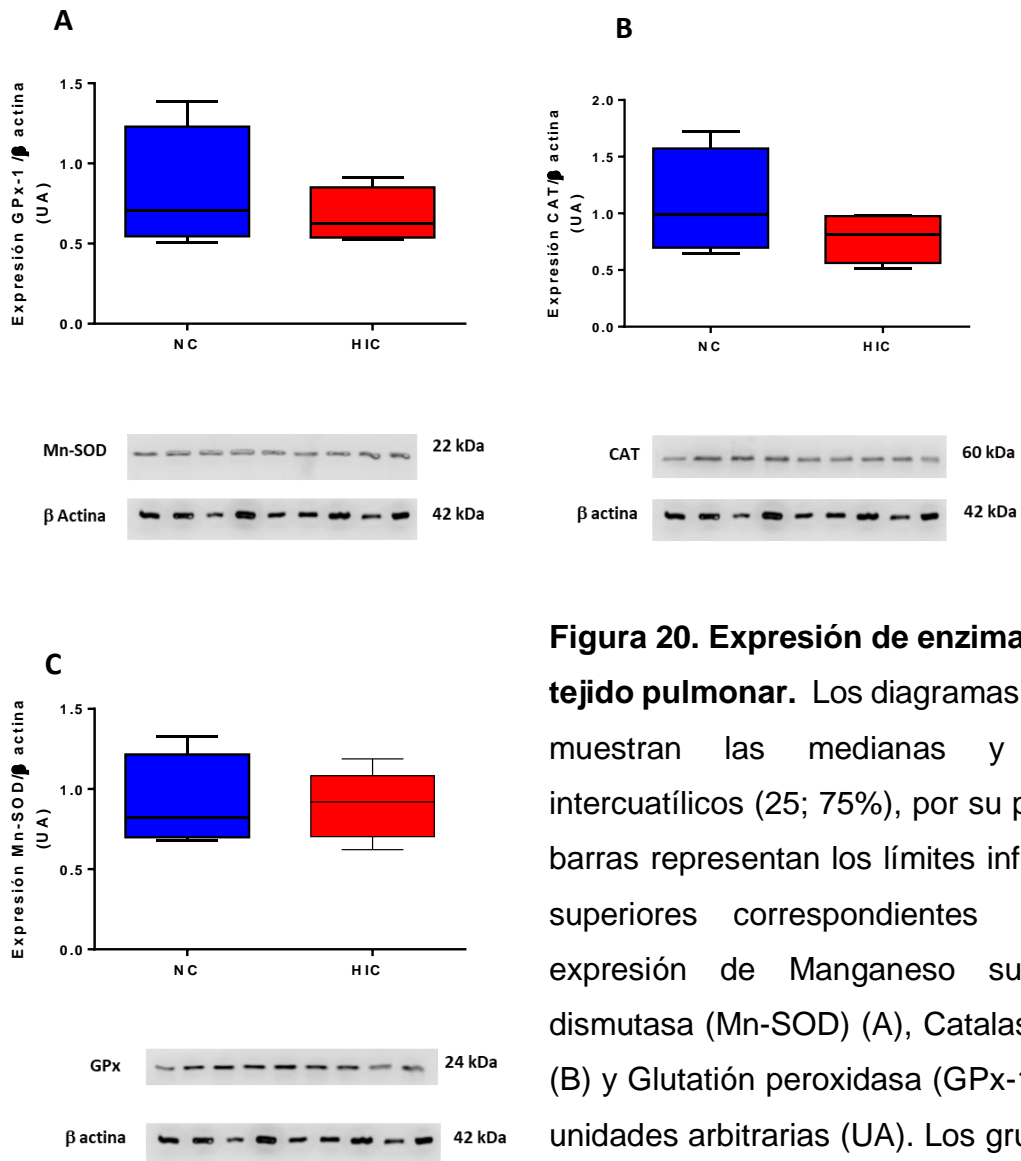 A
Expresión GPx-1 /β actina
(UA)
1.5
1.0
0.5
0.0
NC
HIC
Mn-SOD
22 kDa
β Actina
42 kDa
B
Expresión CAT/β actina
(UA)
2.0
1.5
1.0
0.5
0.0
NC
HIC
CAT
60 kDa
β actina
42 kDa
C
Expresión Mn-SOD/β actina
(UA)
1.5
1.0
0.5
0.0
NC
HIC
GPx
24 kDa
β actina
42 kDa
Figura 20. Expresión de enzima
tejido pulmonar. Los diagramas
muestran las medianas y
intercuatílicos (25; 75%), por su p
barras representan los límites inf
superiores correspondientes
expresión de Manganeso su
dismutasa (Mn-SOD) (A), Catalas
(B) y Glutatión peroxidasa (GPx-1
unidades arbitrarias (UA). Los gru